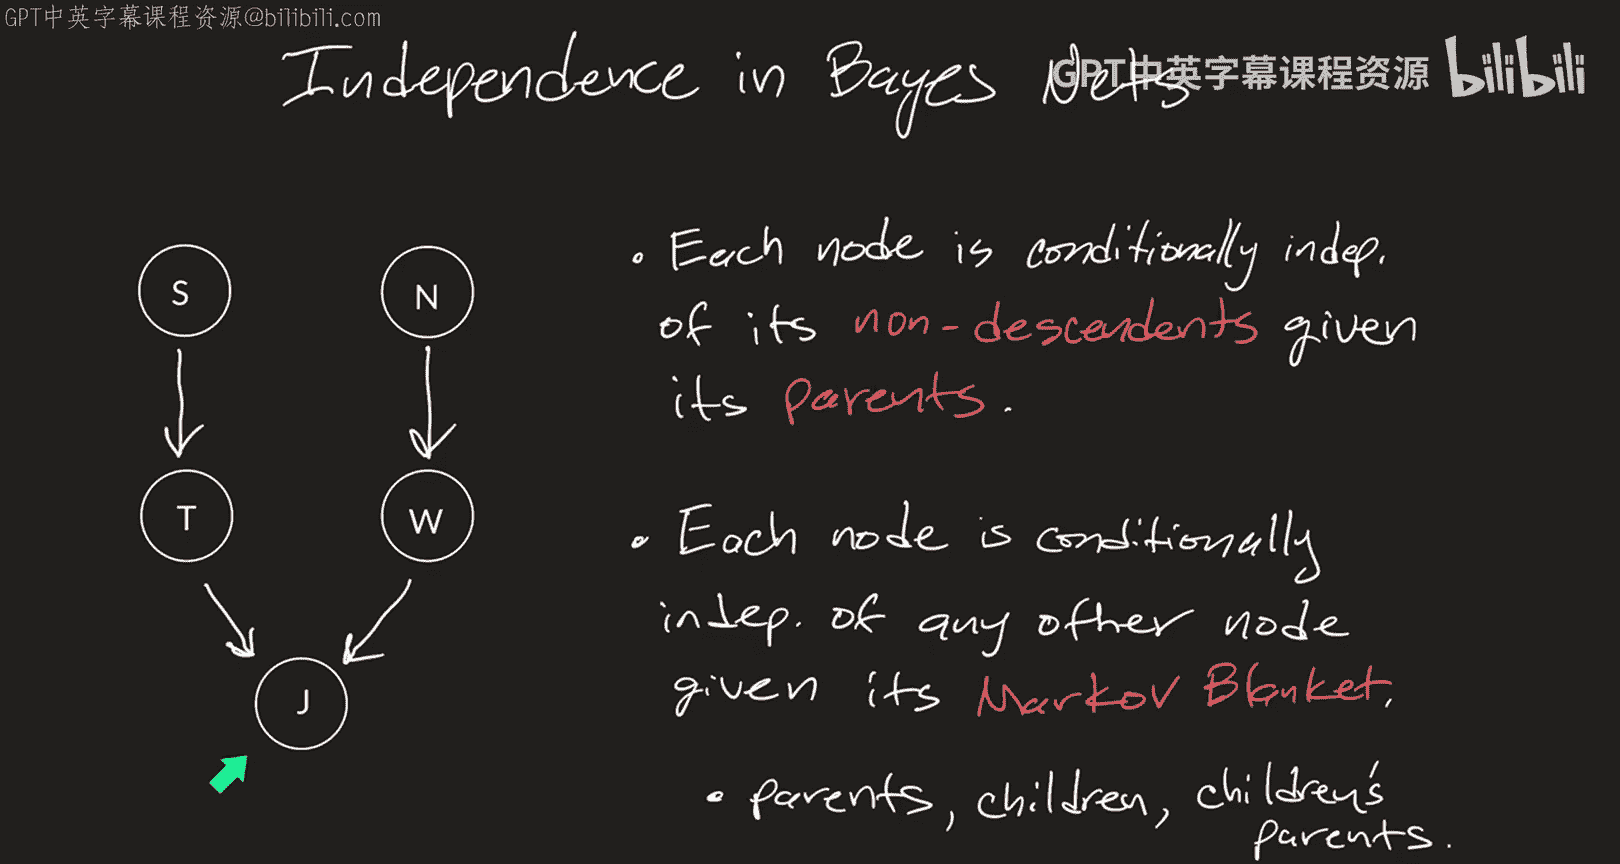 GPT中英字幕课程资源@bilibili.com
Independence in Bayes Nets
GPT中英字幕课程资源 bilibili
S
N
T
W
J
• Each node is conditionally indep.
of its non-descendents given
its parents.
• Each node is conditionally
indep. of any other node
given its Markov Blanket.
• parents, children, children's
parents.